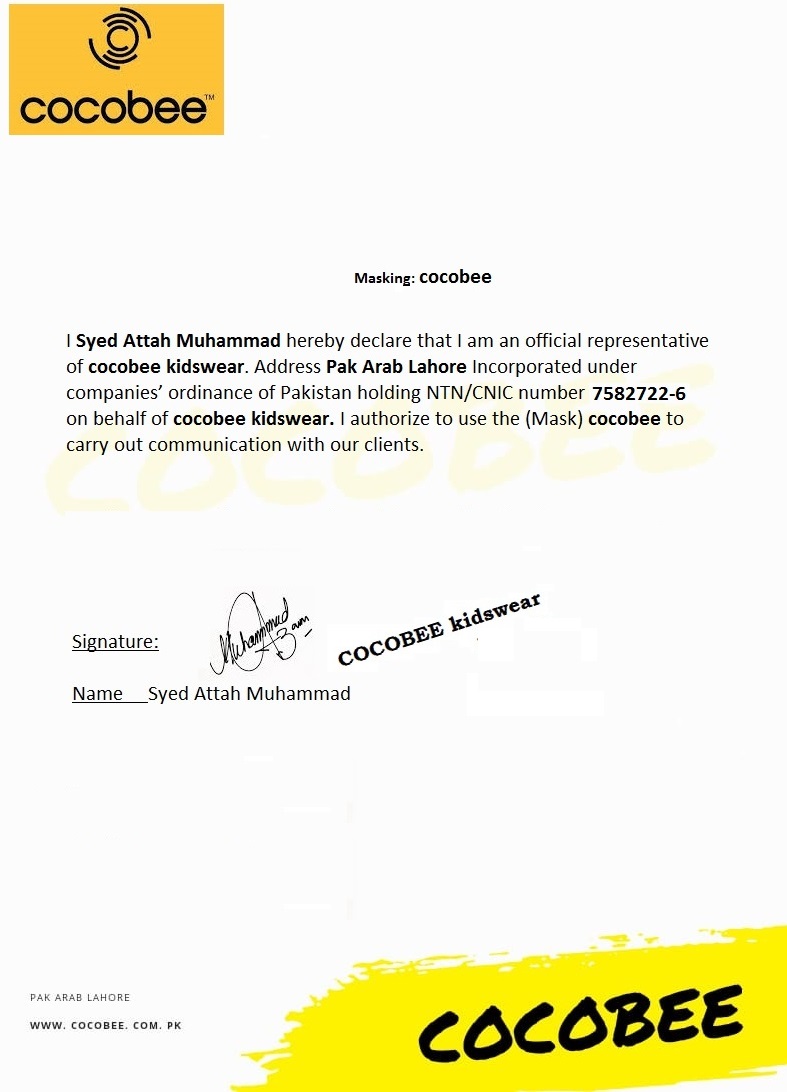 cocobee™
Masking: cocobee
I Syed Attah Muhammad hereby declare that I am an official representative
of cocobee kidswear. Address Pak Arab Lahore Incorporated under
companies’ ordinance of Pakistan holding NTN/CNIC number 7582722-6
on behalf of cocobee kidswear. I authorize to use the (Mask) cocobee to
carry out communication with our clients.
COCOBEE
Signature: Muhammad
COCOBEE kidswear
Name Syed Attah Muhammad
PAK ARAB LAHORE
WWW. COCOBEE. COM. PK
COCOBEE